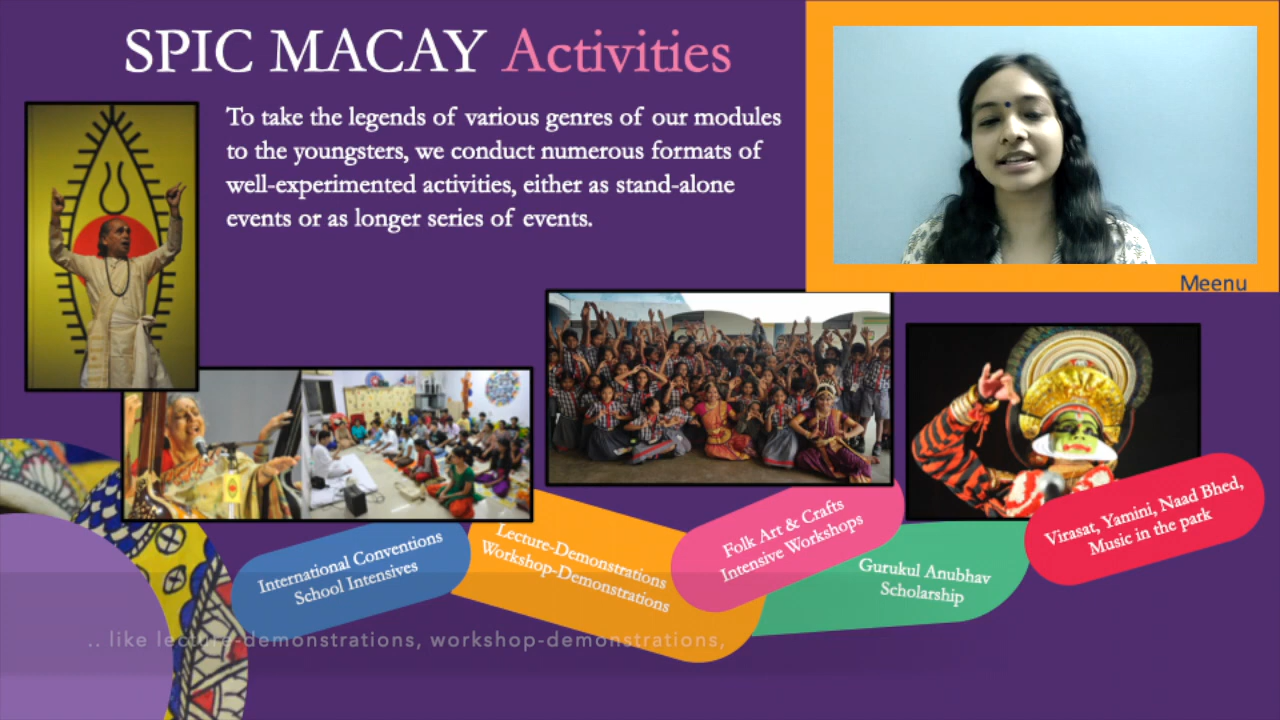 SPIC MACAY Activities
To take the legends of various genres of our modules
to the youngsters, we conduct numerous formats of
well-experimented activities, either as stand-alone
events or as longer series of events.
Meenu
International Conventions
School Intensives
Lecture-Demonstrations
Workshop-Demonstrations
Folk Art & Crafts
Intensive Workshops
Gurukul Anubhav
Scholarship
Virasat, Yamini, Naad Bhed,
Music in the park
.. like lecture-demonstrations, workshop-demonstrations,